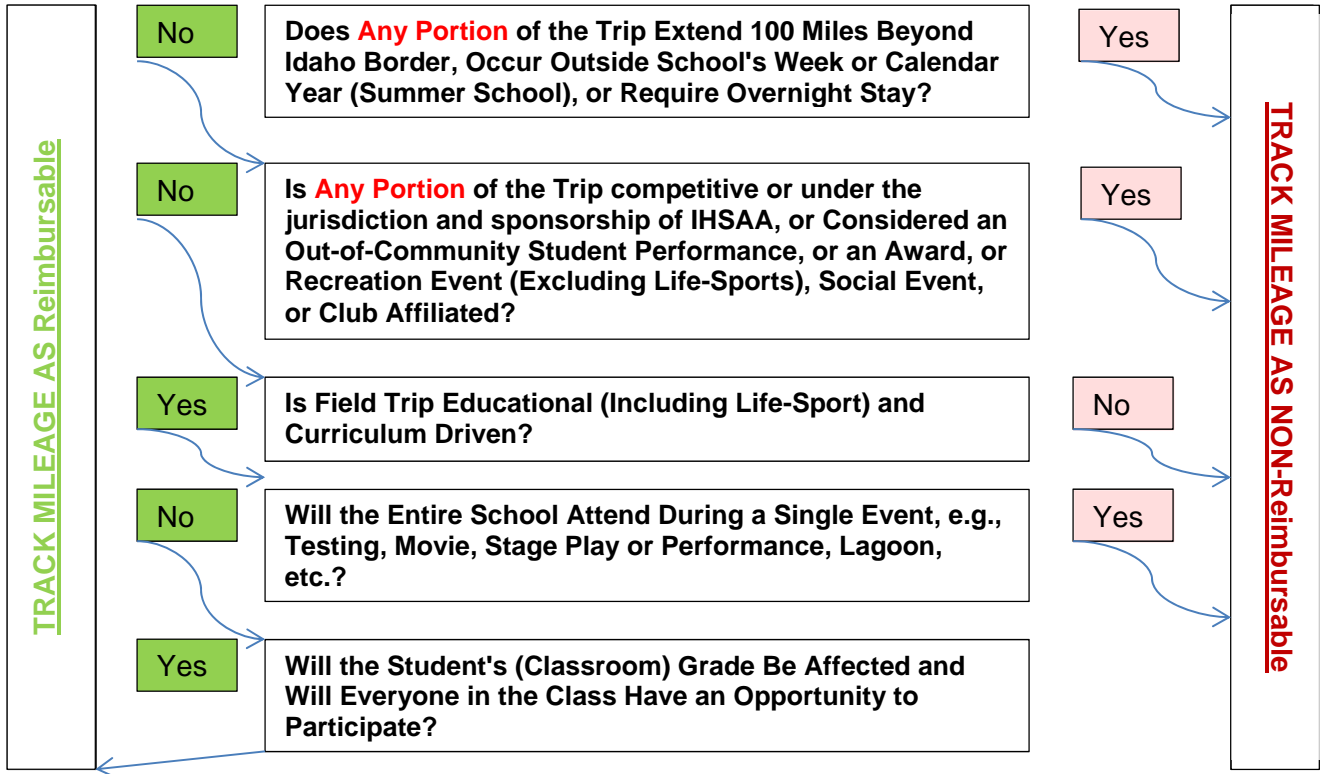 TRACK MILEAGE AS Reimbursable
No
Does Any Portion of the Trip Extend 100 Miles Beyond
Idaho Border, Occur Outside School's Week or Calendar
Year (Summer School), or Require Overnight Stay?
Yes
No
Is Any Portion of the Trip competitive or under the
jurisdiction and sponsorship of IHSAA, or Considered an
Out-of-Community Student Performance, or an Award, or
Recreation Event (Excluding Life-Sports), Social Event,
or Club Affiliated?
Yes
Yes
Is Field Trip Educational (Including Life-Sport) and
Curriculum Driven?
No
No
Will the Entire School Attend During a Single Event, e.g.,
Testing, Movie, Stage Play or Performance, Lagoon,
etc.?
Yes
Yes
Will the Student's (Classroom) Grade Be Affected and
Will Everyone in the Class Have an Opportunity to
Participate?
TRACK MILEAGE AS NON-Reimbursable